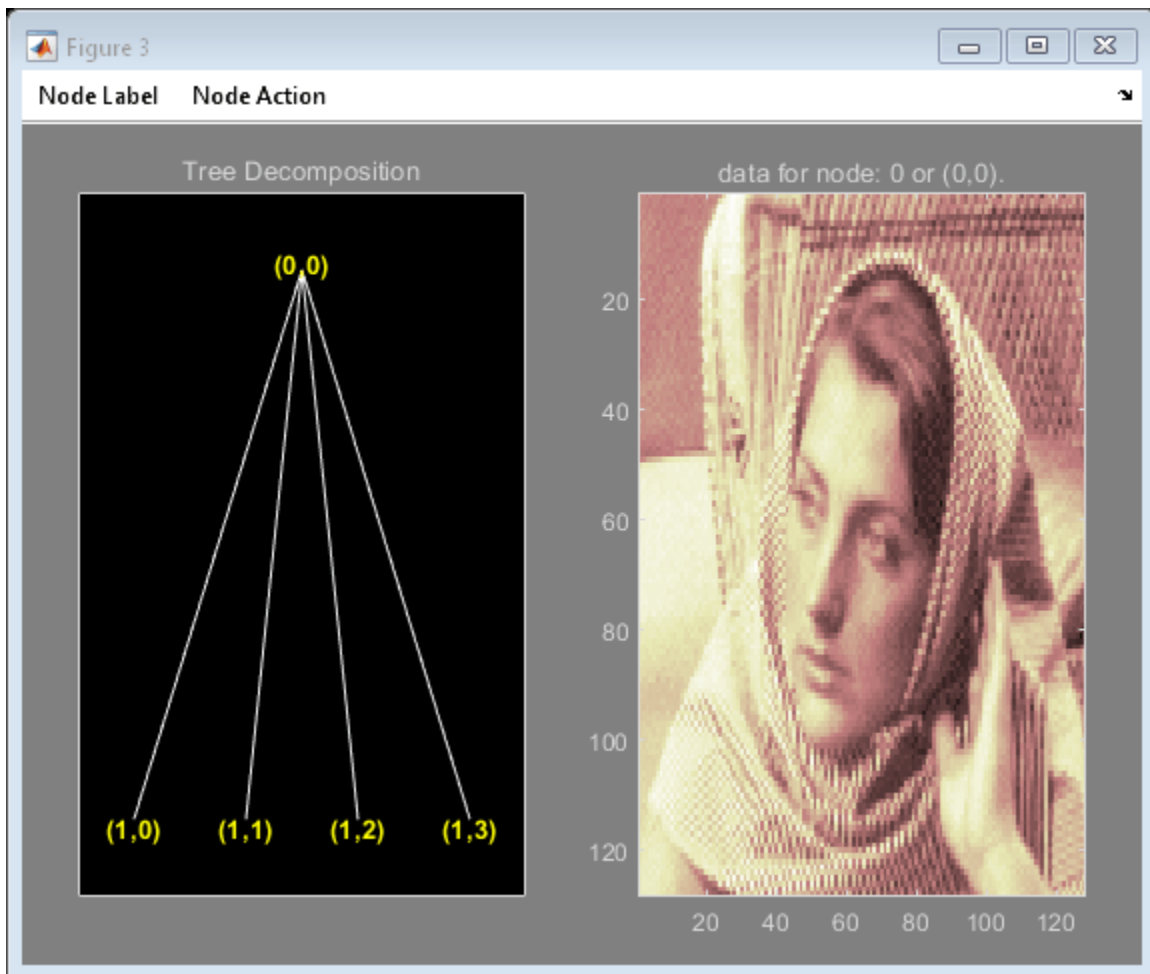 Figure 3
Node Label Node Action
Tree Decomposition
(0,0)
(1,0) (1,1) (1,2) (1,3)
data for node: 0 or (0,0).
20
40
60
80
100
120
20 40 60 80 100 120